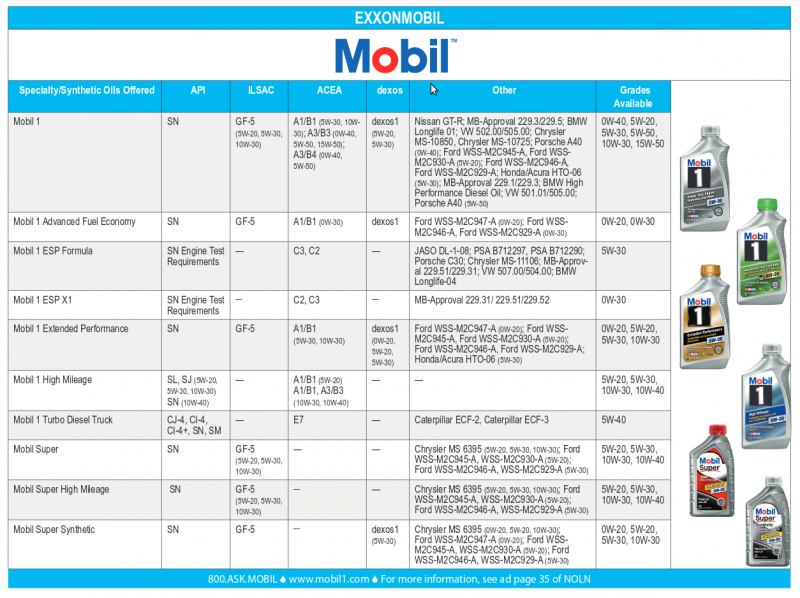 EXXONMOBIL
Mobil™
Specialty/Synthetic Oils Offered
API
ILSAC
ACEA
dexos
Other
Grades
Available
Mobil 1
SN
GF-5
(5W-20, 5W-30,
10W-30)
A1/B1 (5W-30, 10W-
30); A3/B3 (0W-40,
5W-50, 15W-50);
A3/B4 (0W-40,
5W-50)
dexos1
(5W-20,
5W-30)
Nissan GT-R; MB-Approval 229.3/229.5; BMW
Longlife 01; VW 502.00/505.00; Chrysler
MS-10850, Chrysler MS-10725; Porsche A40
(0W-40); Ford WSS-M2C945-A, Ford WSS-
M2C930-A (5W-20); Ford WSS-M2C946-A,
Ford WSS-M2C929-A; Honda/Acura HTO-06
(5W-30); MB-Approval 229.1/229.3; BMW High
Performance Diesel Oil; VW 501.01/505.00;
Porsche A40 (5W-50)
0W-40, 5W-20,
5W-30, 5W-50,
10W-30, 15W-50
Mobil 1 Advanced Fuel Economy
SN
GF-5
A1/B1 (0W-30)
dexos1
Ford WSS-M2C947-A (0W-20); Ford WSS-
M2C946-A, Ford WSS-M2C929-A (0W-30)
0W-20, 0W-30
Mobil 1 ESP Formula
SN Engine Test
Requirements
—
C3, C2
—
JASO DL-1-08; PSA B712297, PSA B712290;
Porsche C30; Chrysler MS-11106; MB-Approv-
al 229.51/229.31; VW 507.00/504.00; BMW
Longlife-04
5W-30
Mobil 1 ESP X1
SN Engine Test
Requirements
—
C2, C3
—
MB-Approval 229.31/ 229.51/229.52
0W-30
Mobil 1 Extended Performance
SN
GF-5
A1/B1
(5W-30, 10W-30)
dexos1
(0W-20,
5W-20,
5W-30)
Ford WSS-M2C947-A (0W-20); Ford WSS-
M2C945-A, Ford WSS-M2C930-A (5W-20);
Ford WSS-M2C946-A, Ford WSS-M2C929-A;
Honda/Acura HTO-06 (5W-30)
0W-20, 5W-20,
5W-30, 10W-30
Mobil 1 High Mileage
SL, SJ (5W-20,
5W-30, 10W-30)
SN (10W-40)
—
A1/B1 (5W-20)
A1/B1, A3/B3
(10W-30, 10W-40)
—
—
5W-20, 5W-30,
10W-30, 10W-40
Mobil 1 Turbo Diesel Truck
CJ-4, CI-4,
CI-4+, SN, SM
—
E7
—
Caterpillar ECF-2, Caterpillar ECF-3
5W-40
Mobil Super
SN
GF-5
(5W-20, 5W-30,
10W-30)
—
—
Chrysler MS 6395 (5W-20, 5W-30, 10W-30); Ford
WSS-M2C945-A, WSS-M2C930-A (5W-20);
Ford WSS-M2C946-A, WSS-M2C929-A (5W-30)
5W-20, 5W-30,
10W-30, 10W-40
Mobil Super High Mileage
SN
GF-5
(5W-20, 5W-30,
10W-30)
—
—
Chrysler MS 6395 (5W-20, 5W-30, 10W-30); Ford
WSS-M2C945-A, WSS-M2C930-A (5W-20);
Ford WSS-M2C946-A, WSS-M2C929-A (5W-30)
5W-20, 5W-30,
10W-30, 10W-40
Mobil Super Synthetic
SN
GF-5
—
dexos1
(5W-30)
Chrysler MS 6395 (0W-20, 5W-20, 10W-30); Ford
WSS-M2C947-A (0W-20); Ford WSS-
M2C945-A, WSS-M2C930-A (5W-20); Ford
WSS-M2C946-A, WSS-M2C929-A (5W-30)
0W-20, 5W-20,
5W-30, 10W-30
Mobil
1
Mobil
1
Mobil
1
Extended Performance
Mobil
1
High Mileage
Mobil
Super
Mobil
Super
800.ASK.MOBIL www.mobil1.com For more information, see ad page 35 of NOLN